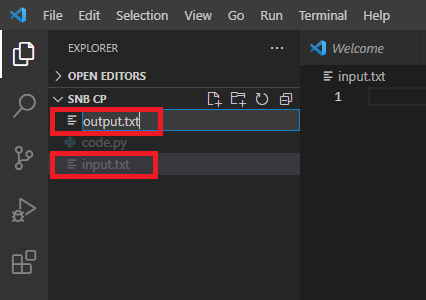 File Edit Selection View Go Run Terminal Help
EXPLORER
Welcome
OPEN EDITORS
input.txt
SNB CP
1
output.txt
code.py
input.txt